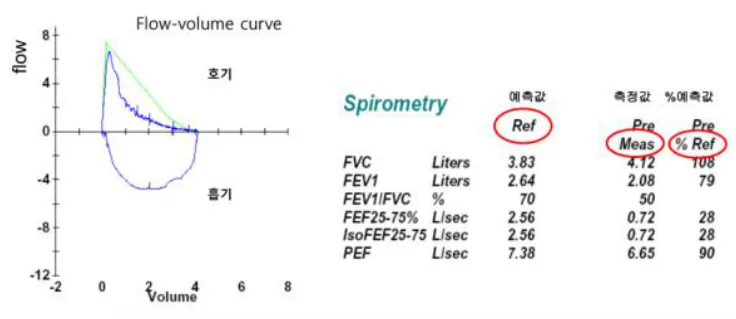 Flow-volume curve
flow
8
4
0
-4
-8
-12
호기
흡기
-2 0 2 4 6 8
Volume
Spirometry
예측값 측정값 %예측값
Ref Pre Pre
Meas % Ref
FVC Liters 3.83 4.12 108
FEV1 Liters 2.64 2.08 79
FEV1/FVC % 70 50
FEF25-75% L/sec 2.56 0.72 28
IsoFEF25-75 L/sec 2.56 0.72 28
PEF L/sec 7.38 6.65 90